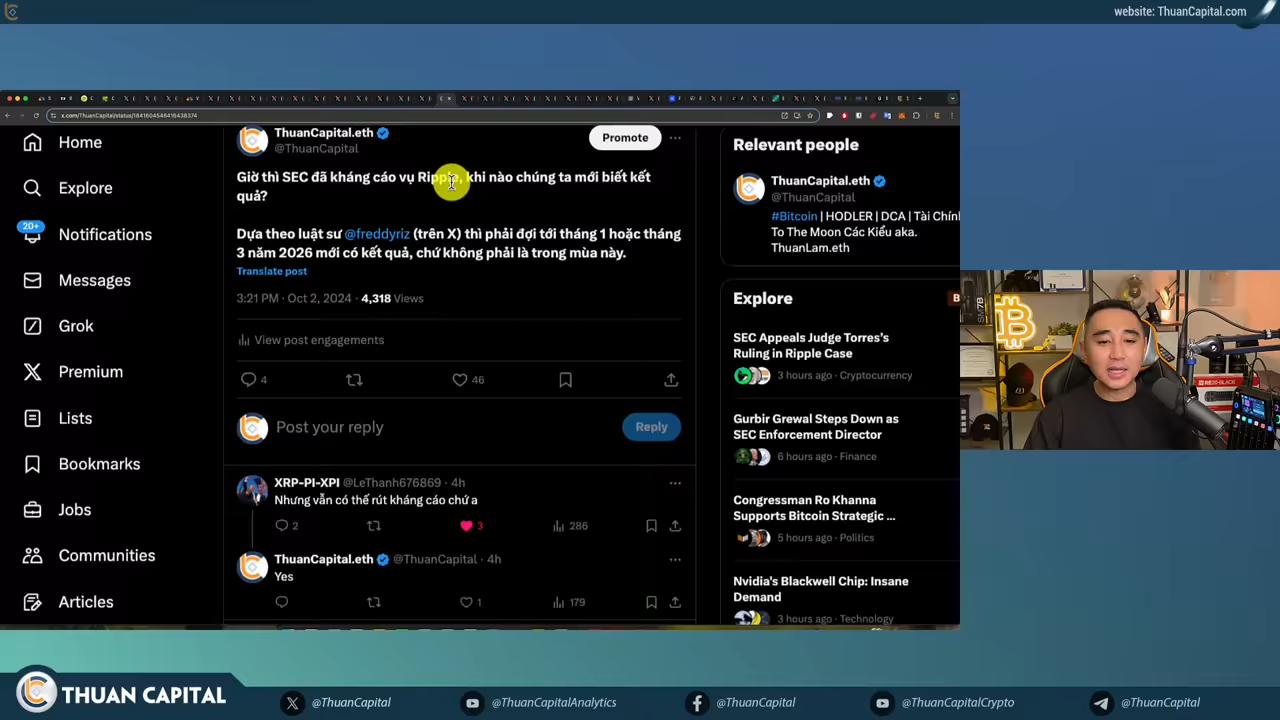 website: ThuanCapital.com
x.com/ThuanCapital/status/1841604546416438374
Home
Explore
20+
Notifications
Messages
Grok
Premium
Lists
Bookmarks
Jobs
Communities
Articles
ThuanCapital.eth
@ThuanCapital
Promote
Giờ thì SEC đã kháng cáo vụ Ripple, khi nào chúng ta mới biết kết
quả?
Dựa theo luật sư @freddyriz (trên X) thì phải đợi tới tháng 1 hoặc tháng
3 năm 2026 mới có kết quả, chứ không phải là trong mùa này.
Translate post
3:21 PM · Oct 2, 2024 · 4,318 Views
View post engagements
4
46
Post your reply
Reply
XRP-PI-XPI @LeThanh676869 · 4h
Nhưng vẫn có thể rút kháng cáo chứ a
2
3
286
ThuanCapital.eth @ThuanCapital · 4h
Yes
1
179
Relevant people
ThuanCapital.eth
@ThuanCapital
#Bitcoin | HODLER | DCA | Tài Chín
To The Moon Các Kiểu aka.
ThuanLam.eth
Explore
B
SEC Appeals Judge Torres's
Ruling in Ripple Case
3 hours ago · Cryptocurrency
Gurbir Grewal Steps Down as
SEC Enforcement Director
6 hours ago · Finance
Congressman Ro Khanna
Supports Bitcoin Strategic ...
5 hours ago · Politics
Nvidia's Blackwell Chip: Insane
Demand
3 hours ago · Technology
SM7B
THUAN CAPITAL
@ThuanCapital
@ThuanCapitalAnalytics
@ThuanCapital
@ThuanCapitalCrypto
@ThuanCapital